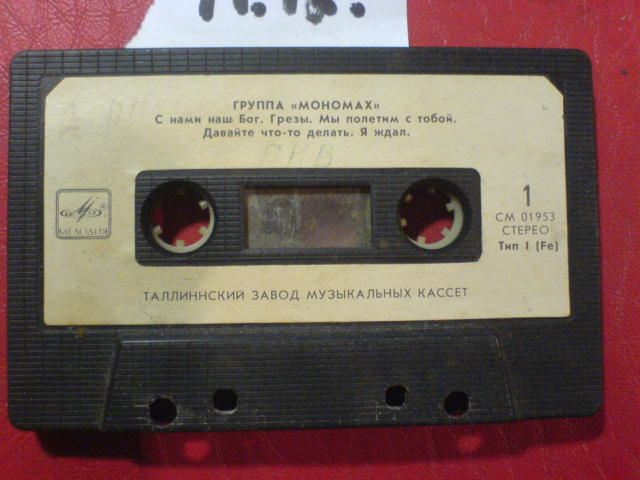 ГРУППА «МОНОМАХ»
С нами наш Бог. Грезы. Мы полетим с тобой.
Давайте что-то делать. Я ждал.
МЕЛОДИЯ
1
СМ 01953
СТЕРЕО
Тип I (Fe)
ТАЛЛИННСКИЙ ЗАВОД МУЗЫКАЛЬНЫХ КАССЕТ